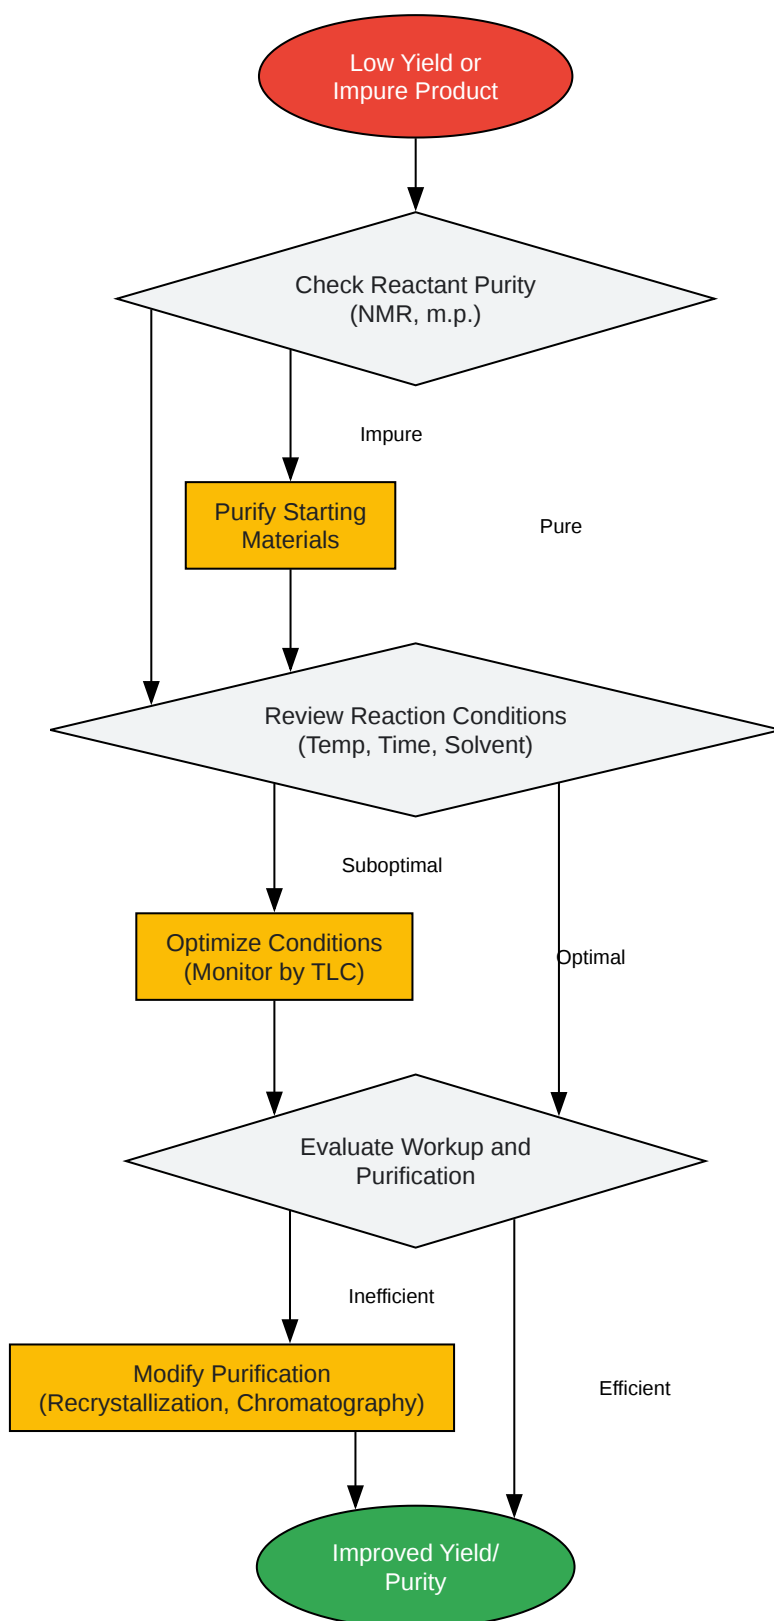 Low Yield or
Impure Product
Check Reactant Purity
(NMR, m.p.)
Impure
Purify Starting
Materials
Pure
Review Reaction Conditions
(Temp, Time, Solvent)
Suboptimal
Optimize Conditions
(Monitor by TLC)
Optimal
Evaluate Workup and
Purification
Inefficient
Modify Purification
(Recrystallization, Chromatography)
Efficient
Improved Yield/
Purity